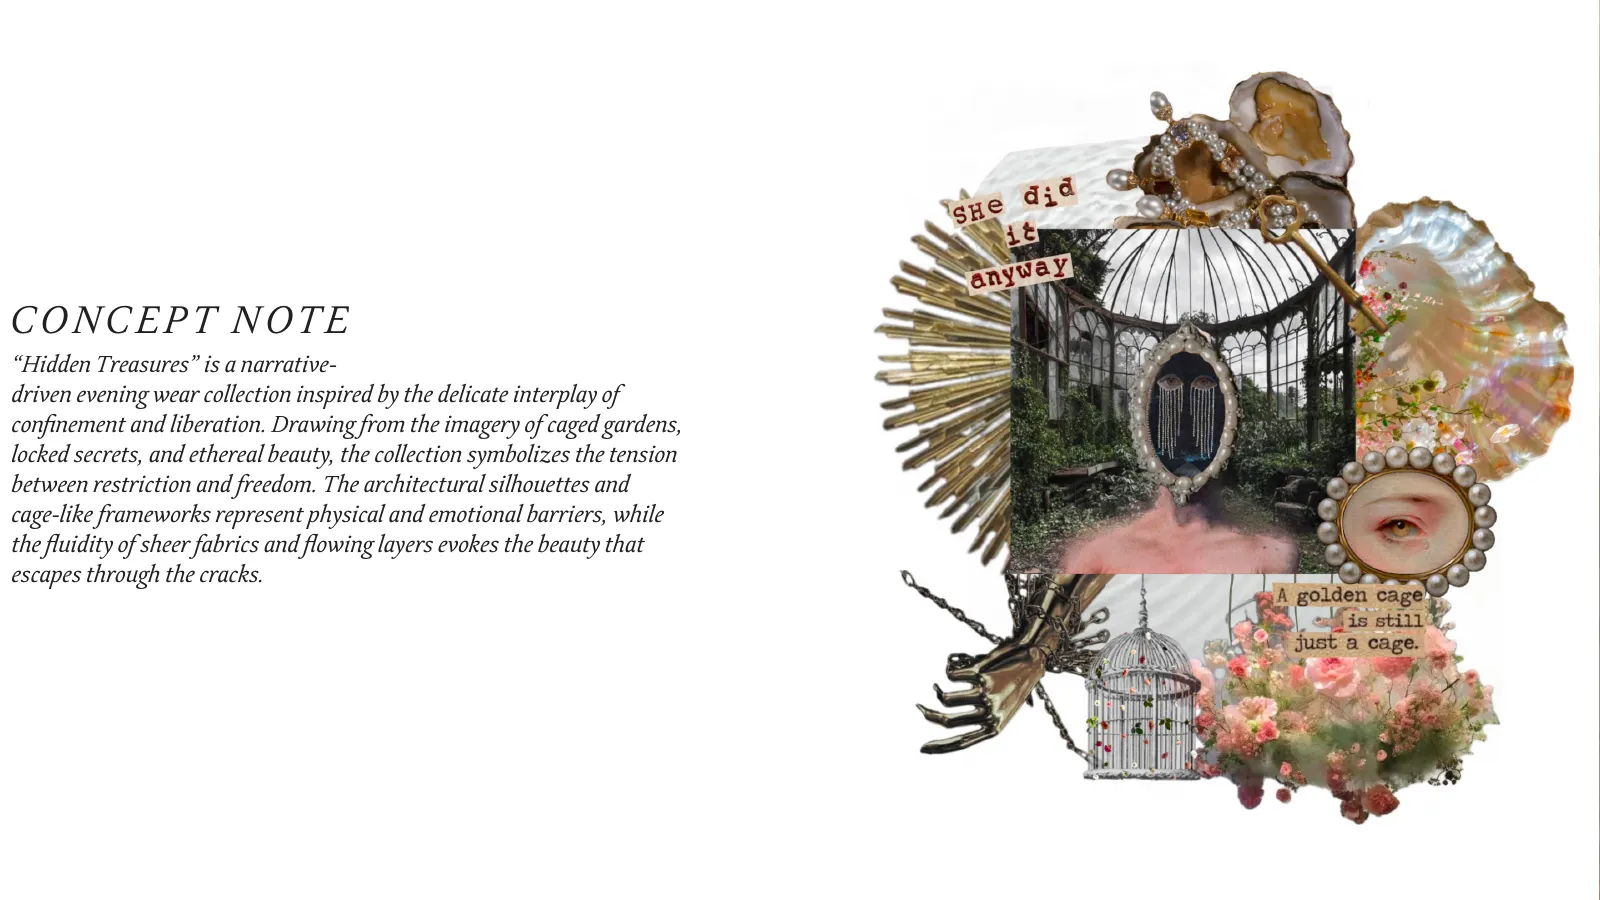 CONCEPT NOTE
“Hidden Treasures” is a narrative-
driven evening wear collection inspired by the delicate interplay of
confinement and liberation. Drawing from the imagery of caged gardens,
locked secrets, and ethereal beauty, the collection symbolizes the tension
between restriction and freedom. The architectural silhouettes and
cage-like frameworks represent physical and emotional barriers, while
the fluidity of sheer fabrics and flowing layers evokes the beauty that
escapes through the cracks.
SHe did
it
anyway
A golden cage
is still
just a cage.